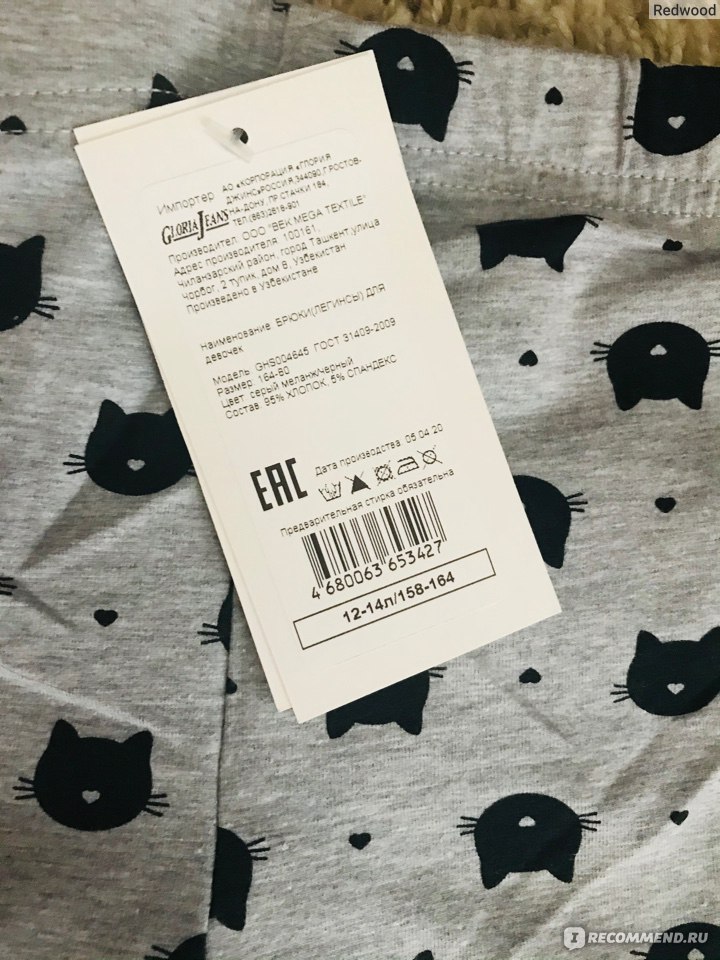 Redwood
Импортер АО «КОРПОРАЦИЯ «ГЛОРИЯ
ДЖИНС»РОССИЯ,344090,Г.РОСТОВ-
НА-ДОНУ, ПР.СТАЧКИ 184,
ТЕЛ(863)2618-901
GLORIA JEANS
Производител. ООО "BEK MEGA TEXTILE"
Адрес производителя 100161,
Чиланзарский район, город Ташкент,улица
Чорбог, 2 тупик, дом 8, Узбекистан
Произведено в Узбекистане
Наименование БРЮКИ(ЛЕГИНСЫ) ДЛЯ
девочек
Модель: GHS004645 ГОСТ 31409-2009
Размер: 164-80
Цвет: серый меланж/черный
Состав: 95% ХЛОПОК, 5% СПАНДЕКС
EAC
Дата производства: 05.04.20
Предварительная стирка обязательна
4 680063 653427
12-14л/158-164
I RECOMMEND.RU